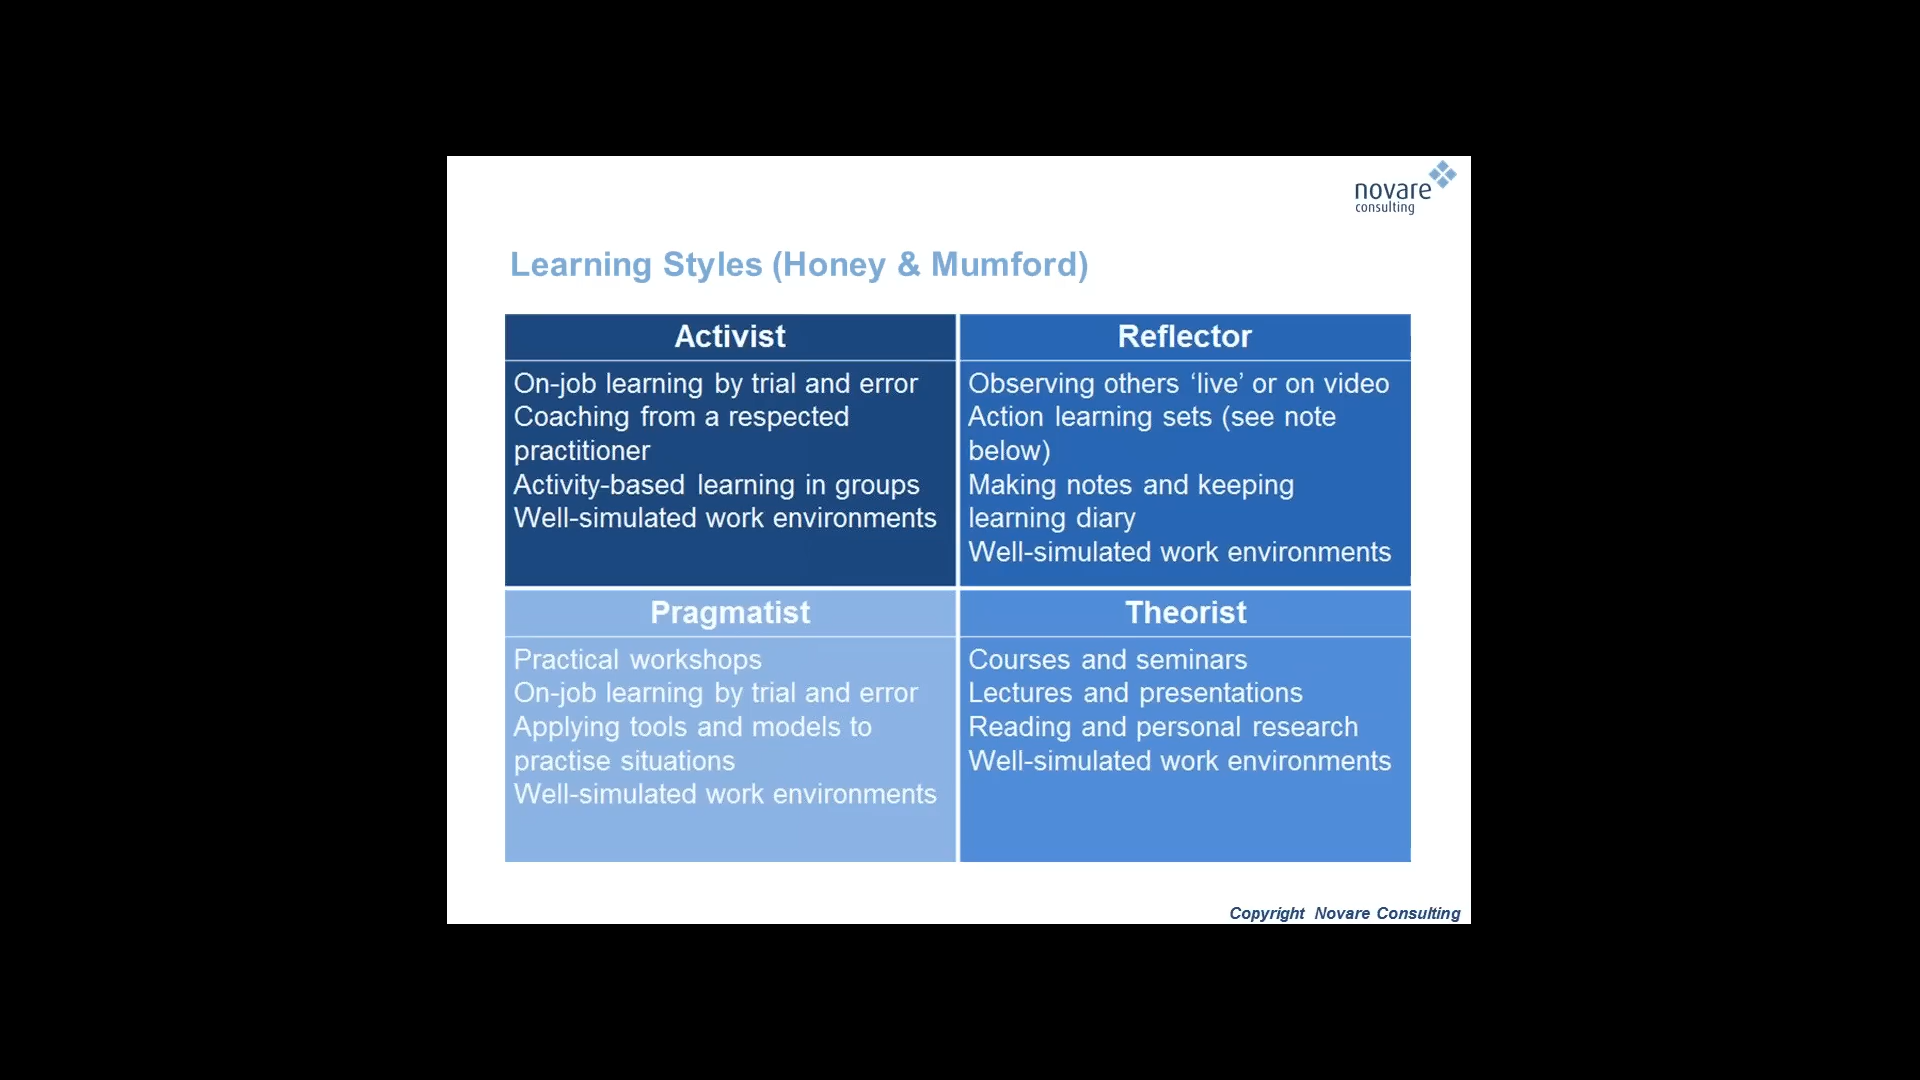 novare
consulting
Learning Styles (Honey & Mumford)
Activist
On-job learning by trial and error
Coaching from a respected
practitioner
Activity-based learning in groups
Well-simulated work environments
Reflector
Observing others ‘live’ or on video
Action learning sets (see note
below)
Making notes and keeping
learning diary
Well-simulated work environments
Pragmatist
Practical workshops
On-job learning by trial and error
Applying tools and models to
practise situations
Well-simulated work environments
Theorist
Courses and seminars
Lectures and presentations
Reading and personal research
Well-simulated work environments
Copyright Novare Consulting